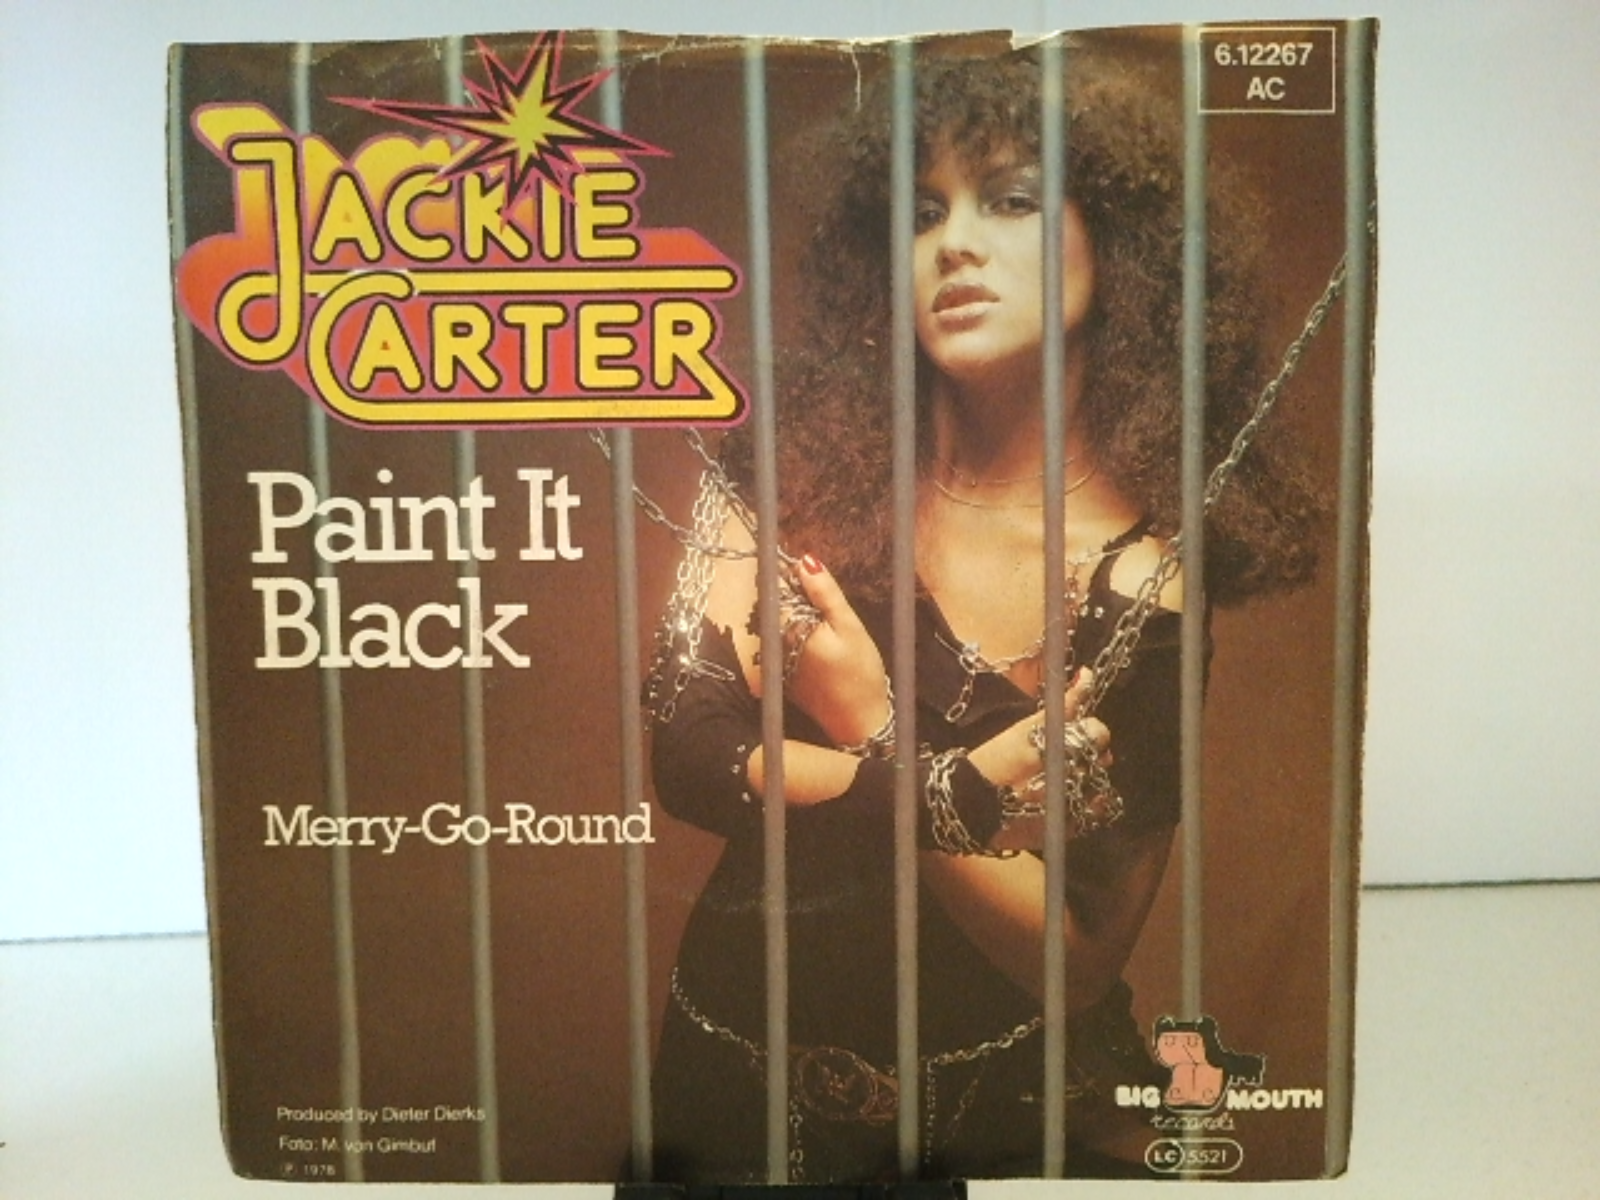 6.12267
AC
JACKIE
CARTER
Paint It
Black
Merry-Go-Round
Produced by Dieter Dierks
Foto: M. von Gimbut
℗ 1978
BIG MOUTH
records
LC 5521